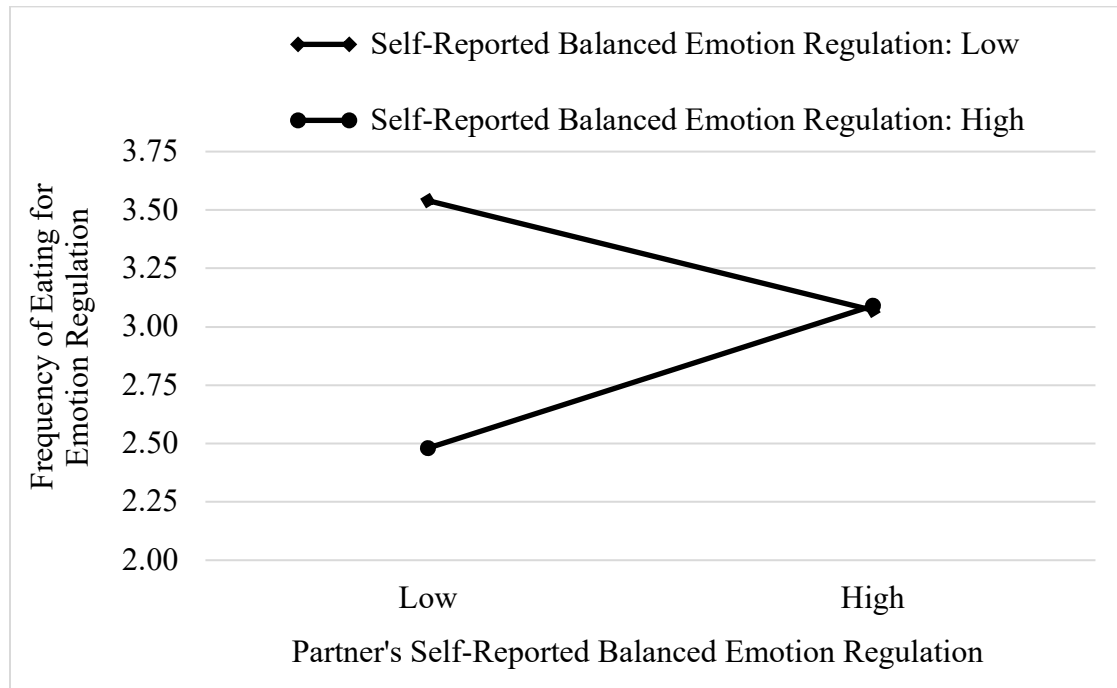 Self-Reported Balanced Emotion Regulation: Low
Self-Reported Balanced Emotion Regulation: High
3.75
3.50
3.25
3.00
2.75
2.50
2.25
2.00
Frequency of Eating for
Emotion Regulation
Low
High
Partner's Self-Reported Balanced Emotion Regulation